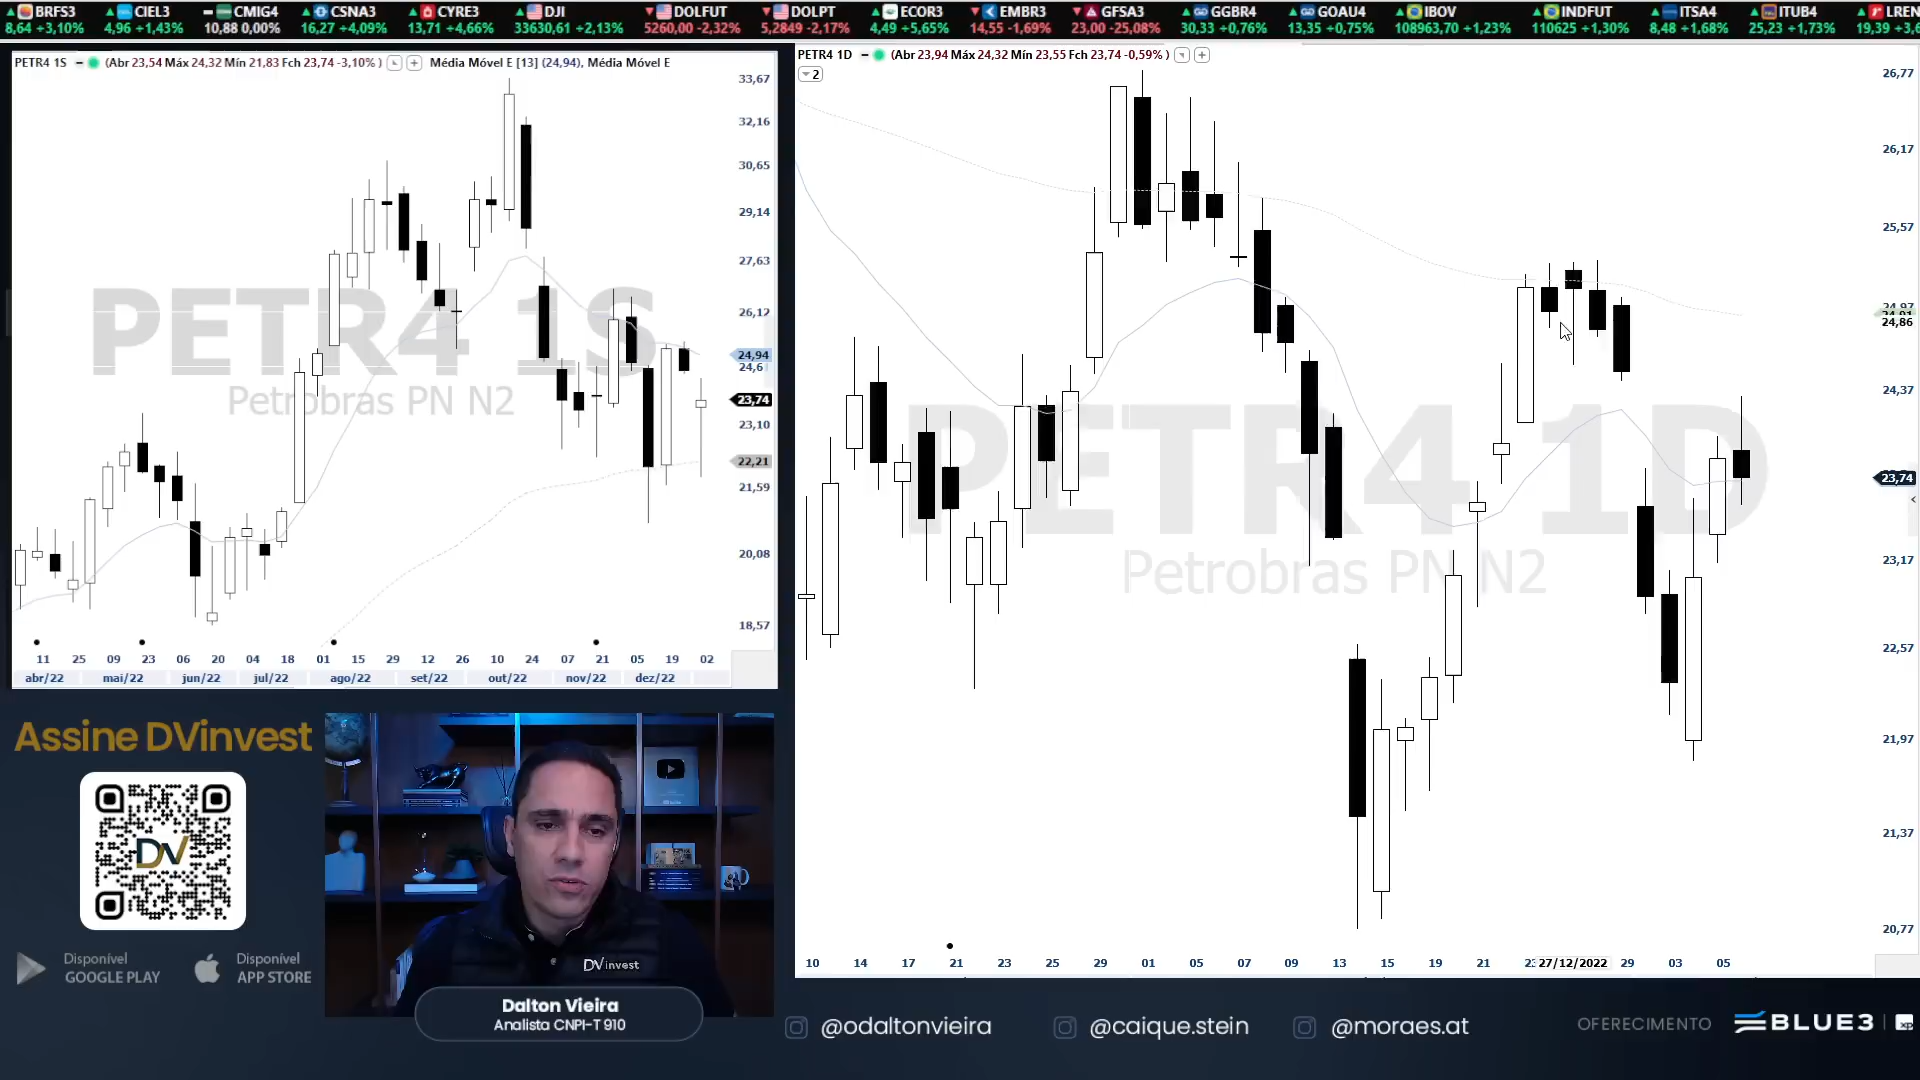 BRFS3 CIEL3 CMIG4 CSNA3 CYRE3 DJI DOLFUT DOLPT ECOR3 EMBR3 GFSA3 GGBR4 GOAU4 IBOV INDFUT ITSA4 ITUB4 LREN
8,64 +3,10% 4,96 +1,43% 10,88 0,00% 16,27 +4,09% 13,71 +4,66% 33630,61 +2,13% 5260,00 -2,32% 5,2849 -2,17% 4,49 +5,65% 14,55 -1,69% 23,00 -25,08% 30,33 +0,76% 13,35 +0,75% 108963,70 +1,23% 110625 +1,30% 8,48 +1,68% 25,23 +1,73% 19,39 +3,6
PETR4 1S (Abr 23,54 Máx 24,32 Mín 21,83 Fch 23,74 -3,10% ) Média Móvel E [13] (24,94), Média Móvel E
33,67
32,16
30,65
29,14
27,63
26,12
24,94
24,6
23,74
23,10
22,21
21,59
20,08
18,57
PETR4 1S
Petrobras PN N2
11 25 09 23 06 20 04 18 01 15 29 12 26 10 24 07 21 05 19 02
abr/22 mai/22 jun/22 jul/22 ago/22 set/22 out/22 nov/22 dez/22
PETR4 1D (Abr 23,94 Máx 24,32 Mín 23,55 Fch 23,74 -0,59% )
2
26,77
26,17
25,57
24,97
24,86
24,37
23,74
23,17
22,57
21,97
21,37
20,77
PETR4 1D
Petrobras PN N2
10 14 17 21 23 25 29 01 05 07 09 13 15 19 21 27/12/2022 29 03 05
Assine DVinvest
DV
Disponível
GOOGLE PLAY
Disponível
APP STORE
DVinvest
Dalton Vieira
Analista CNPI-T 910
@odaltonvieira
@caique.stein
@moraes.at
OFERECIMENTO
BLUE3
xp